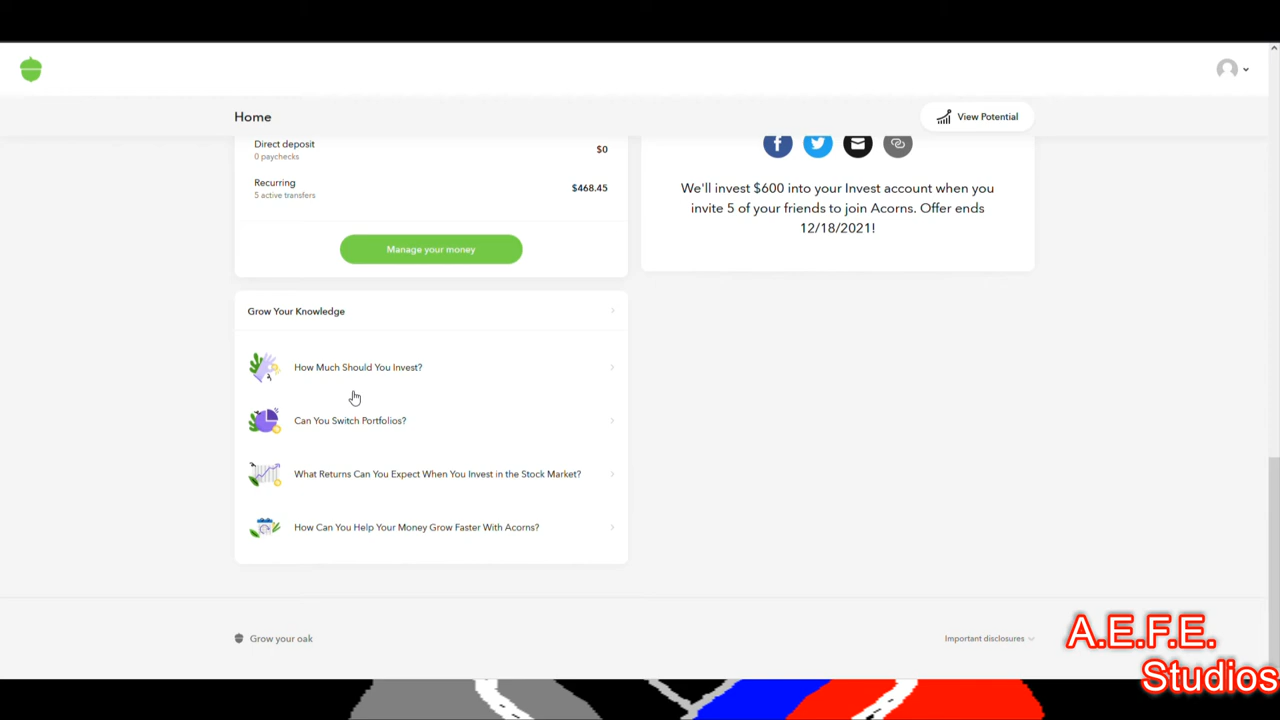 Home
View Potential
Direct deposit
0 paychecks
$0
Recurring
5 active transfers
$468.45
Manage your money
We'll invest $600 into your Invest account when you
invite 5 of your friends to join Acorns. Offer ends
12/18/2021!
Grow Your Knowledge
How Much Should You Invest?
Can You Switch Portfolios?
What Returns Can You Expect When You Invest in the Stock Market?
How Can You Help Your Money Grow Faster With Acorns?
Grow your oak
Important disclosures
A.E.F.E.
Studios